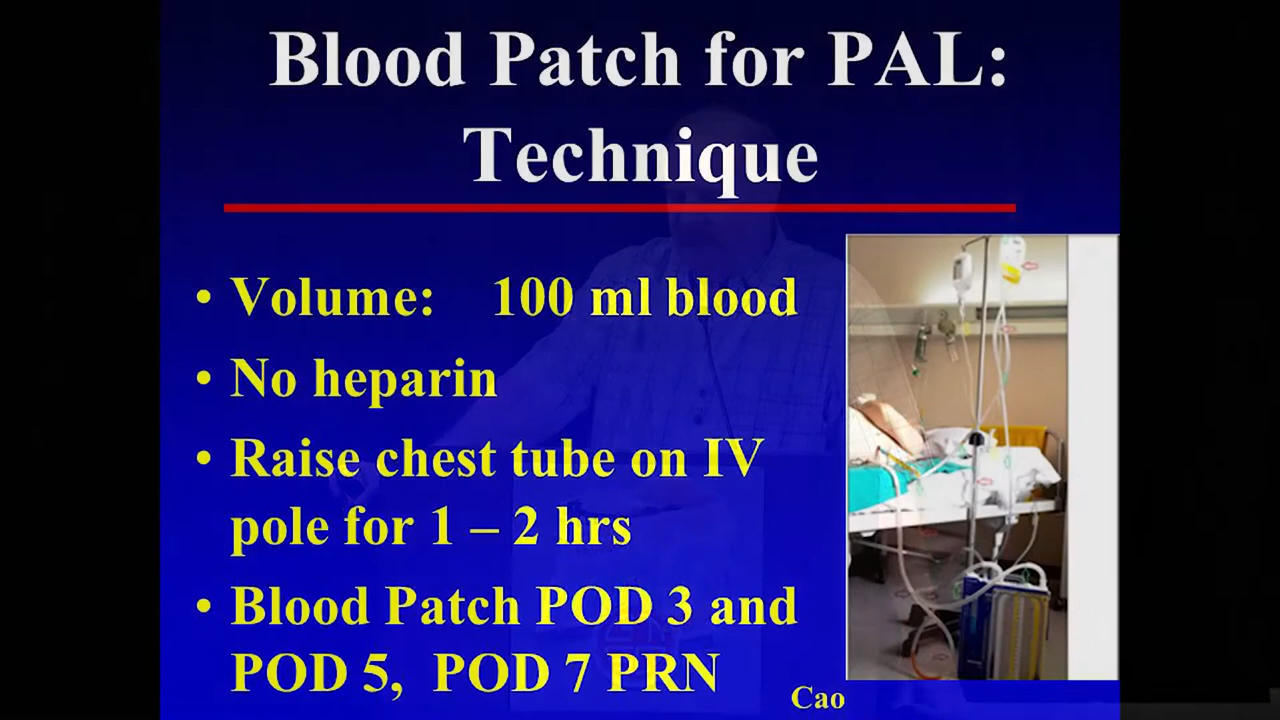 Blood Patch for PAL:
Technique
• Volume: 100 ml blood
• No heparin
• Raise chest tube on IV
pole for 1 – 2 hrs
• Blood Patch POD 3 and
POD 5, POD 7 PRN
Cao